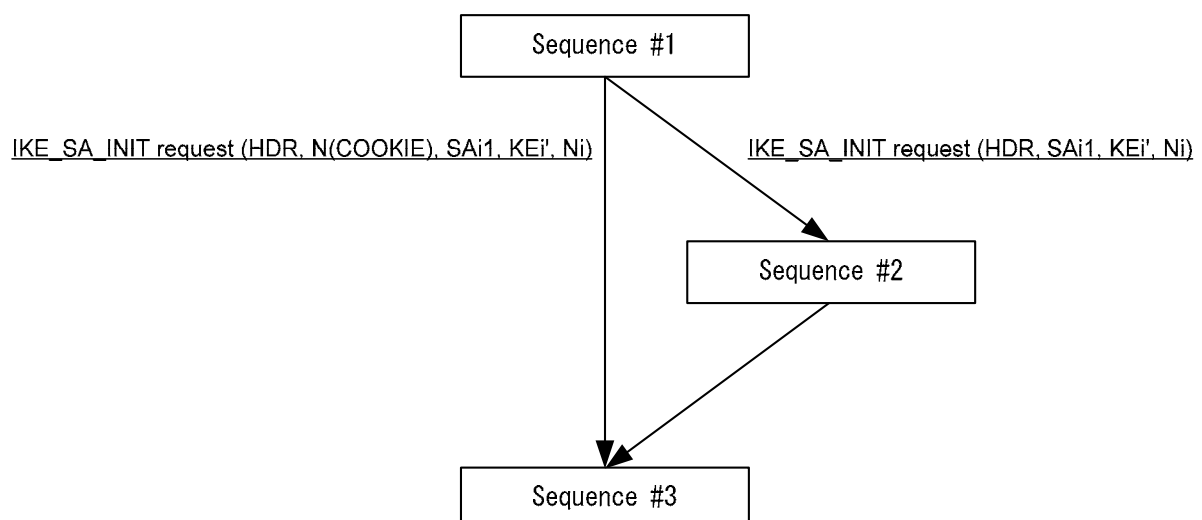 Sequence #1
IKE_SA_INIT request (HDR, N(COOKIE), SAi1, KEi', Ni)
IKE_SA_INIT request (HDR, SAi1, KEi', Ni)
Sequence #2
Sequence #3